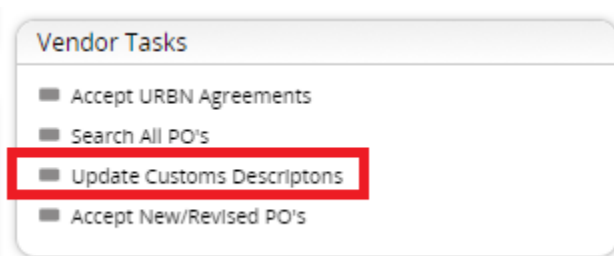 Vendor Tasks
Accept URBN Agreements
Search All PO's
Update Customs Descriptons
Accept New/Revised PO's